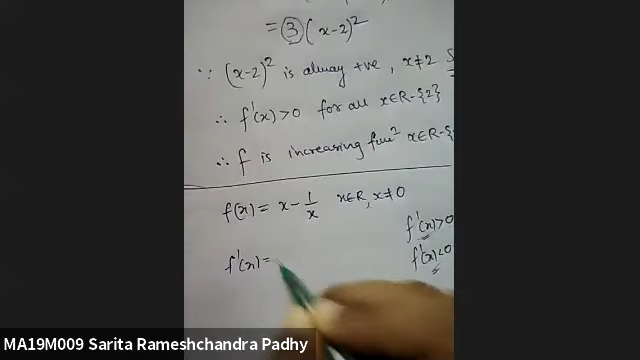 = 3 (x-2)²
∵ (x-2)² is alway +ve, x≠2
∴ f'(x) > 0 for all x∈R-{2}
∴ f is increasing fun² x∈R-{
f(x) = x - 1/x x∈R, x≠0
f'(x)>0
f'(x)<0
f'(x) =
MA19M009 Sarita Rameshchandra Padhy